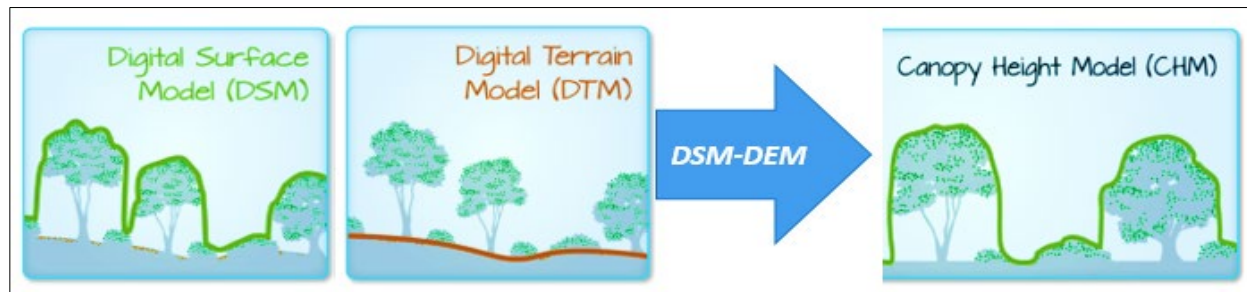 Digital Surface
Model (DSM)
Digital Terrain
Model (DTM)
DSM-DEM
Canopy Height Model (CHM)